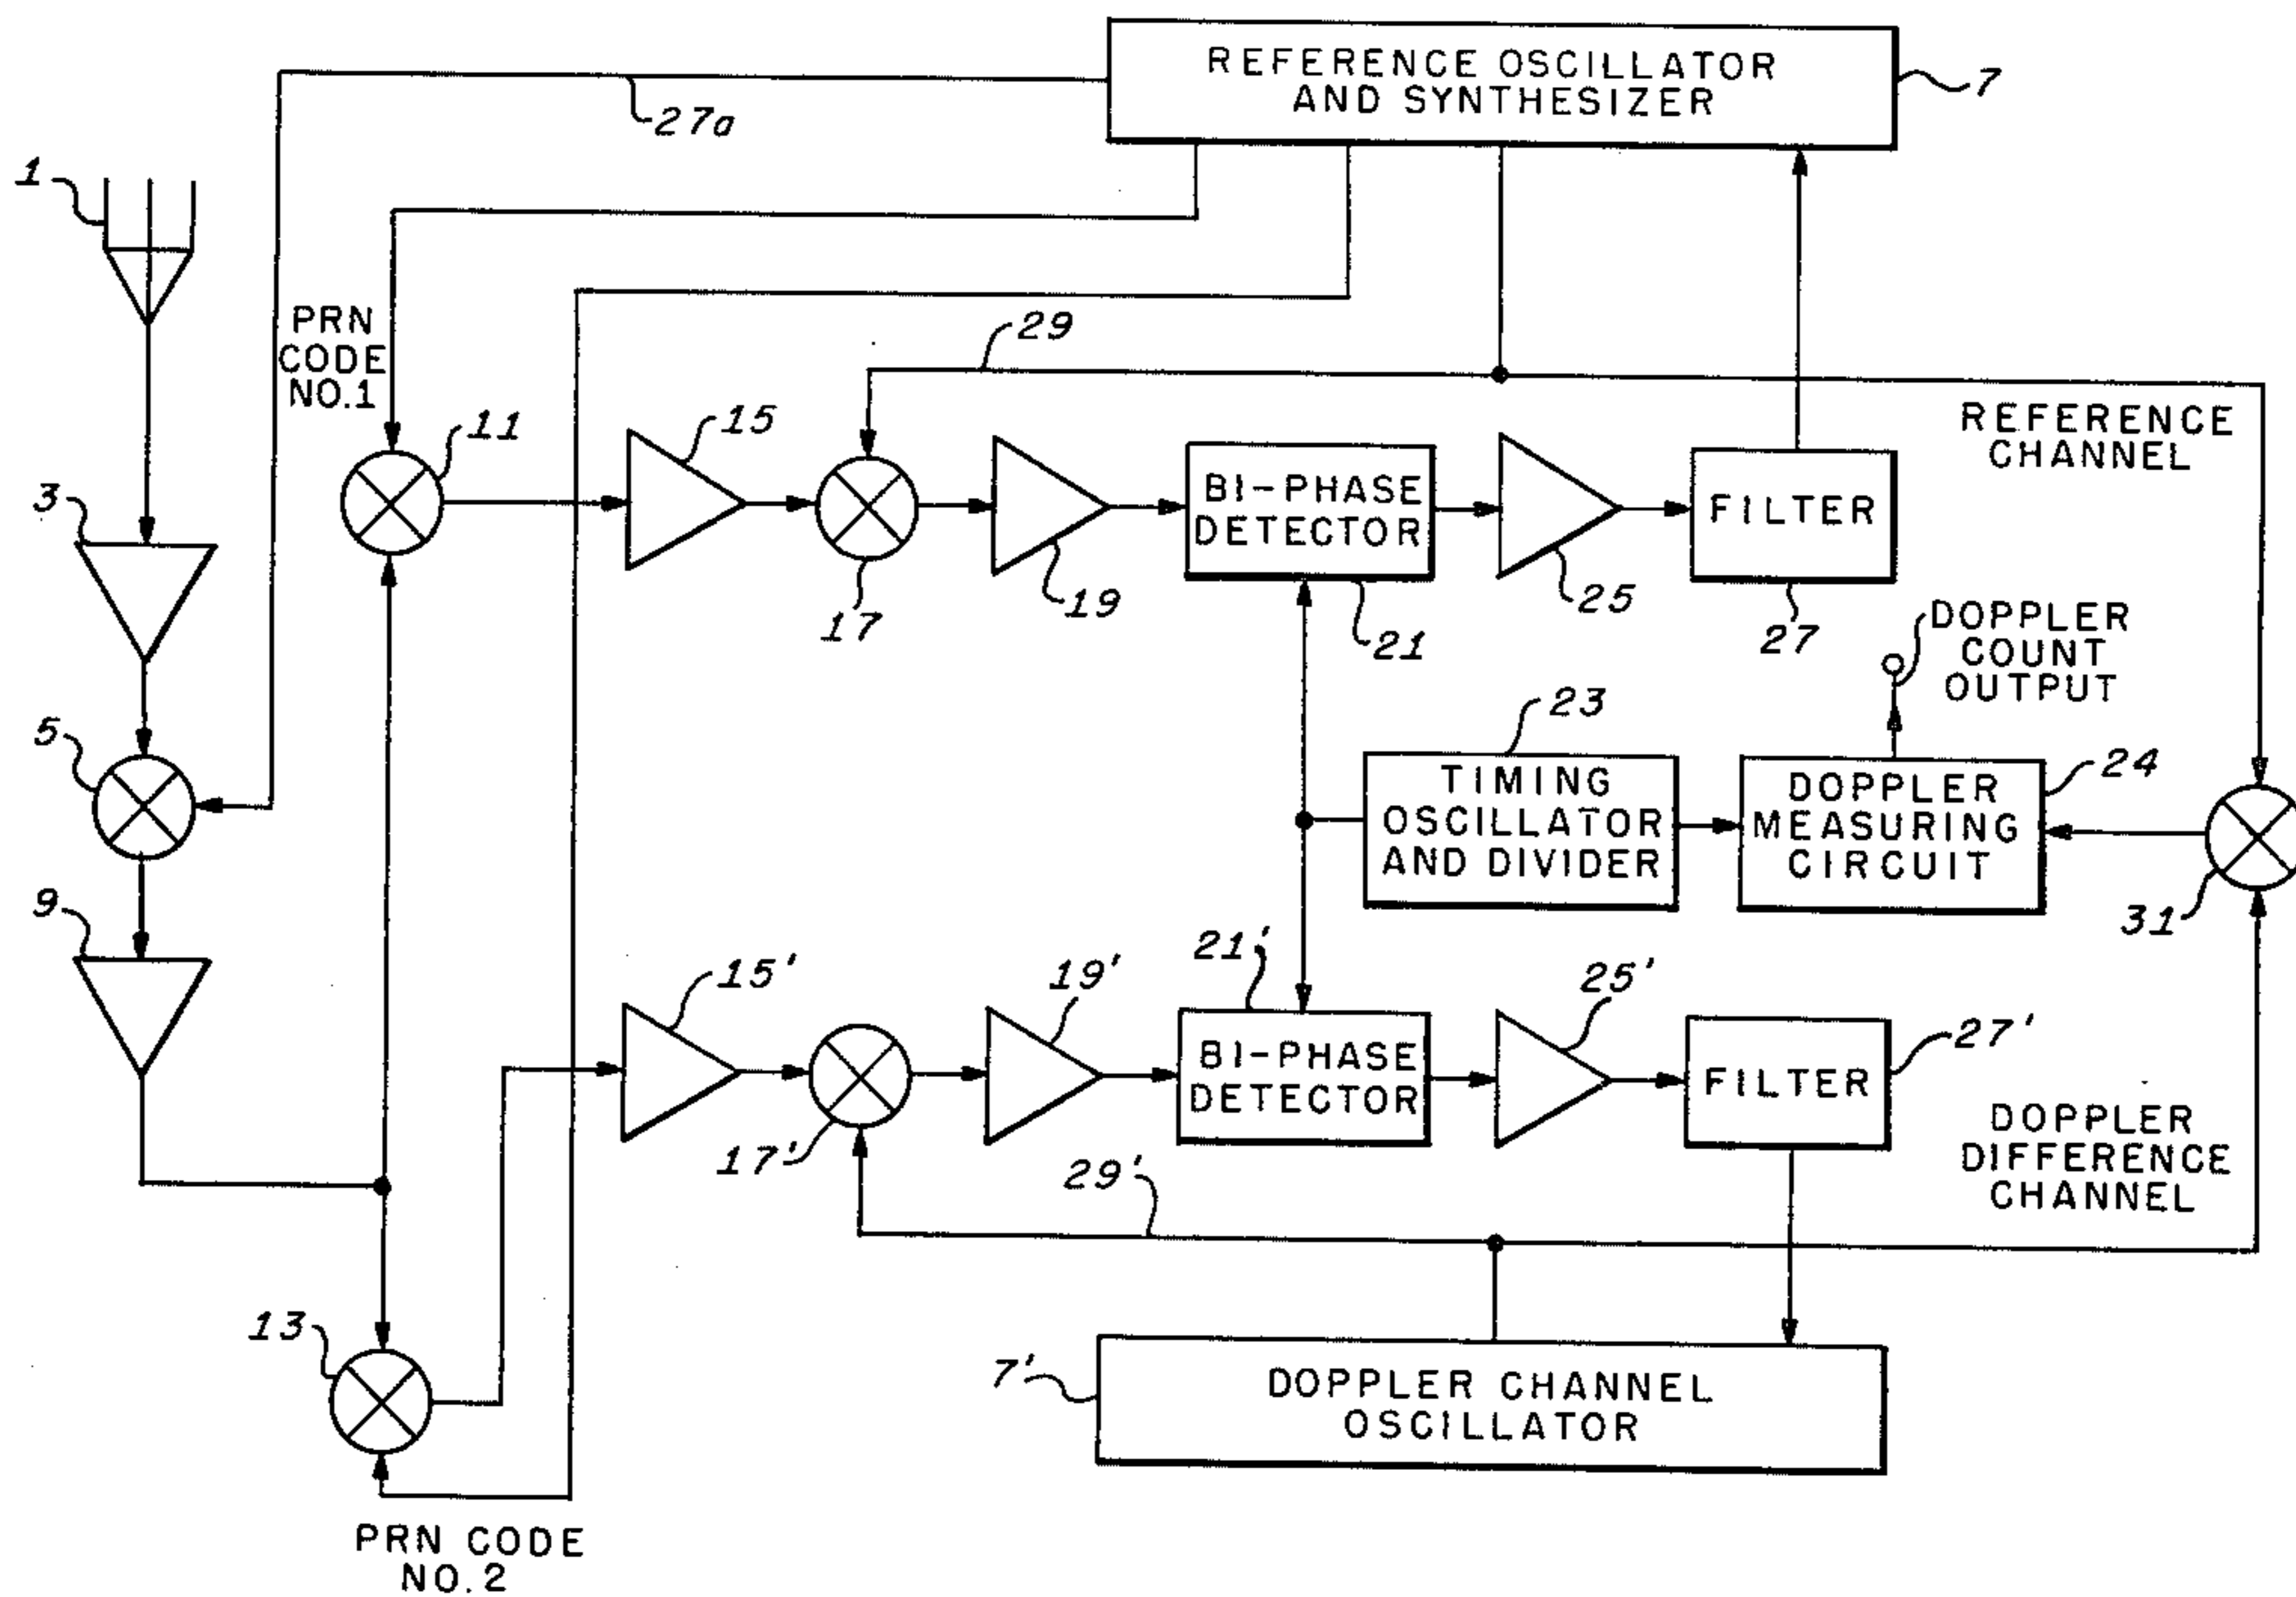 REFERENCE OSCILLATOR
AND SYNTHESIZER
7
27a
1
PRN
CODE
NO.1
29
REFERENCE
CHANNEL
11
15
3
BI-PHASE
DETECTOR
FILTER
17
19
21
25
27
DOPPLER
COUNT
OUTPUT
23
5
TIMING
OSCILLATOR
AND DIVIDER
DOPPLER
MEASURING
CIRCUIT
24
31
9
21'
15'
19'
25'
27'
BI-PHASE
DETECTOR
FILTER
17'
29'
DOPPLER
DIFFERENCE
CHANNEL
13
7'
DOPPLER CHANNEL
OSCILLATOR
PRN CODE
NO.2